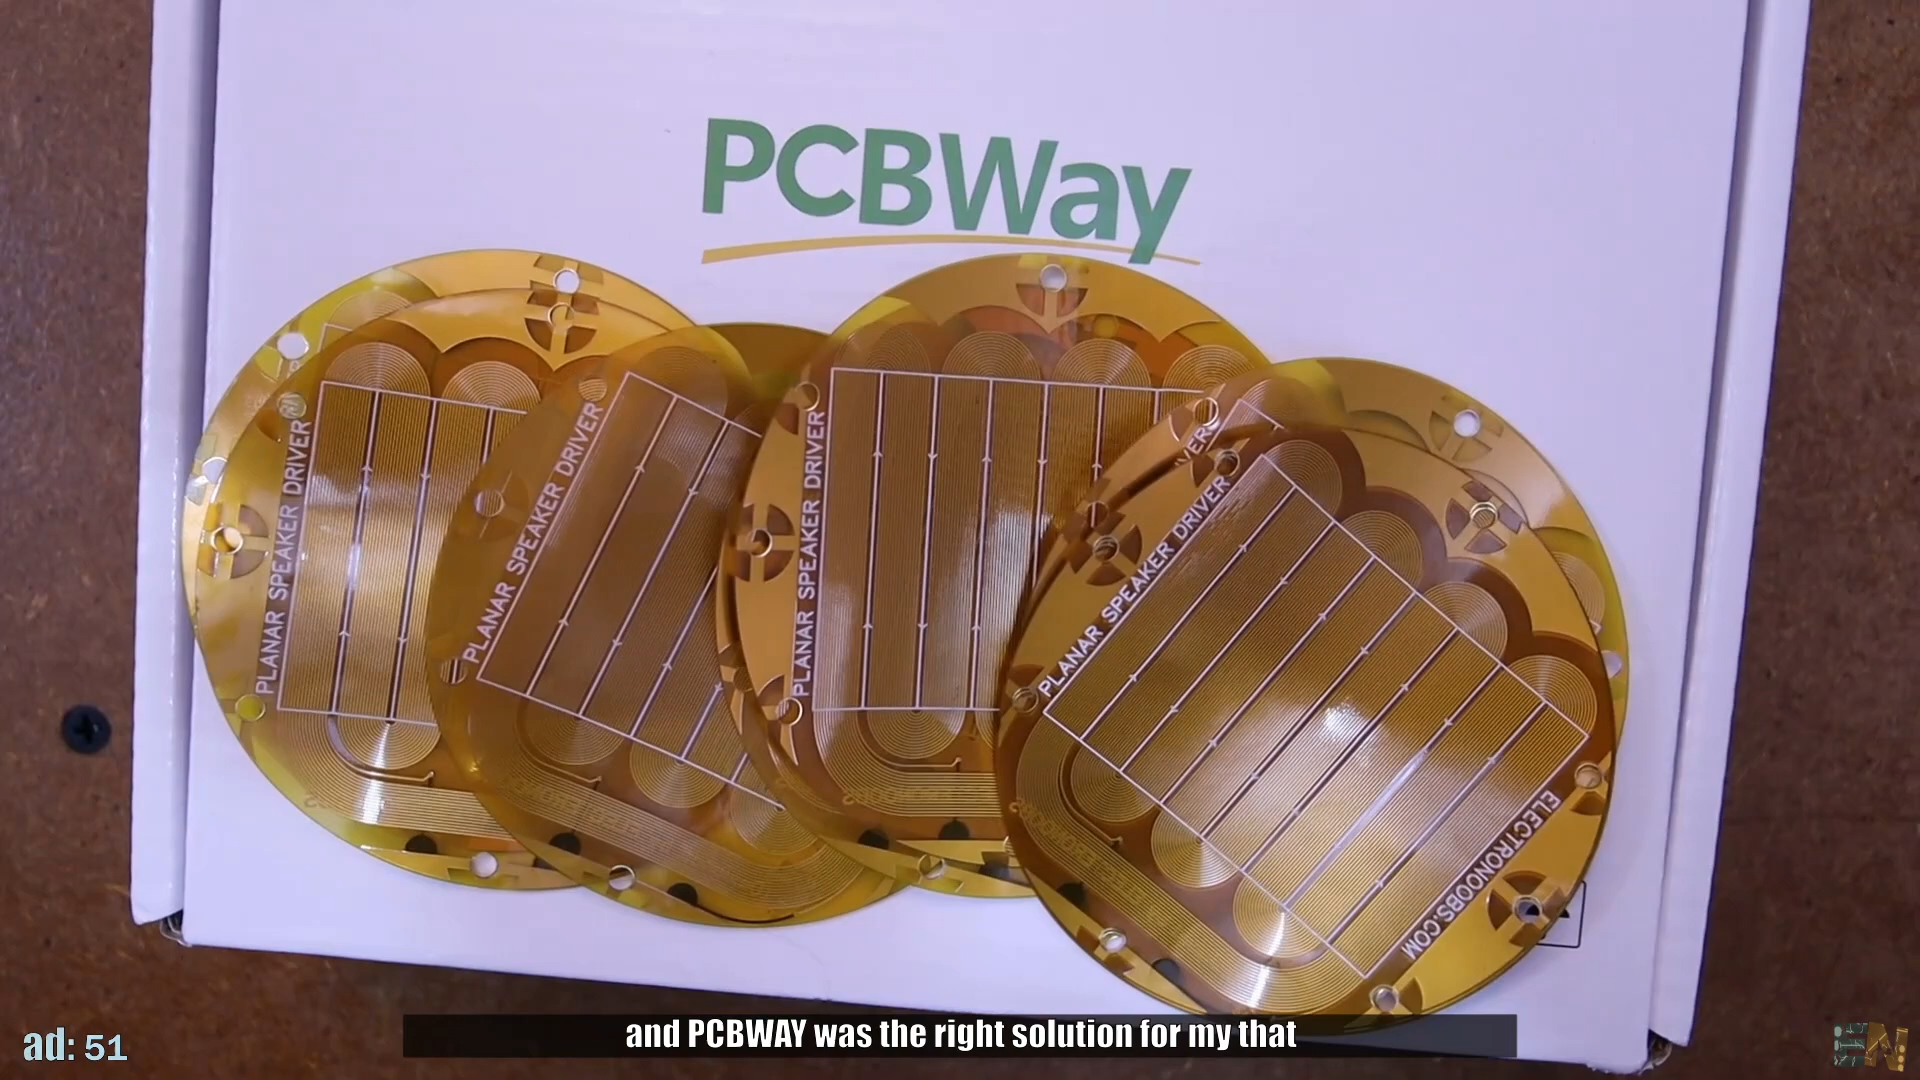 PCBWay
PLANAR SPEAKER DRIVER
PLANAR SPEAKER DRIVER
PLANAR SPEAKER DRIVER
PLANAR SPEAKER DRIVER
ELECTRONOOBS.COM
and PCBWAY was the right solution for my that
ad: 51
EN